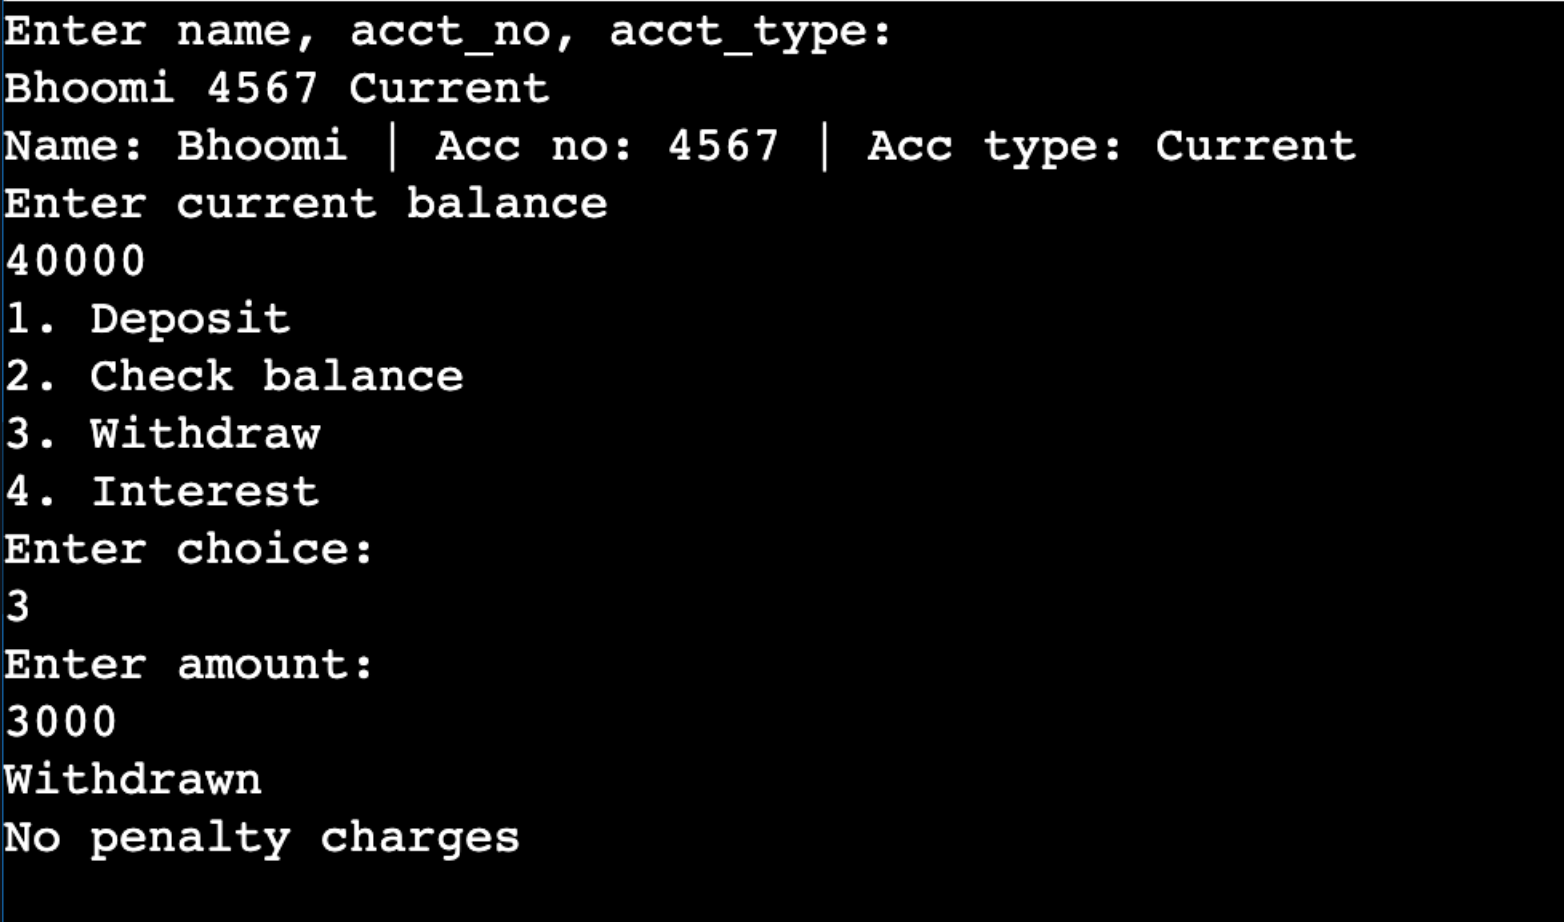 Enter name, acct_no, acct_type:
Bhoomi 4567 Current
Name: Bhoomi | Acc no: 4567 | Acc type: Current
Enter current balance
40000
1. Deposit
2. Check balance
3. Withdraw
4. Interest
Enter choice:
3
Enter amount:
3000
Withdrawn
No penalty charges